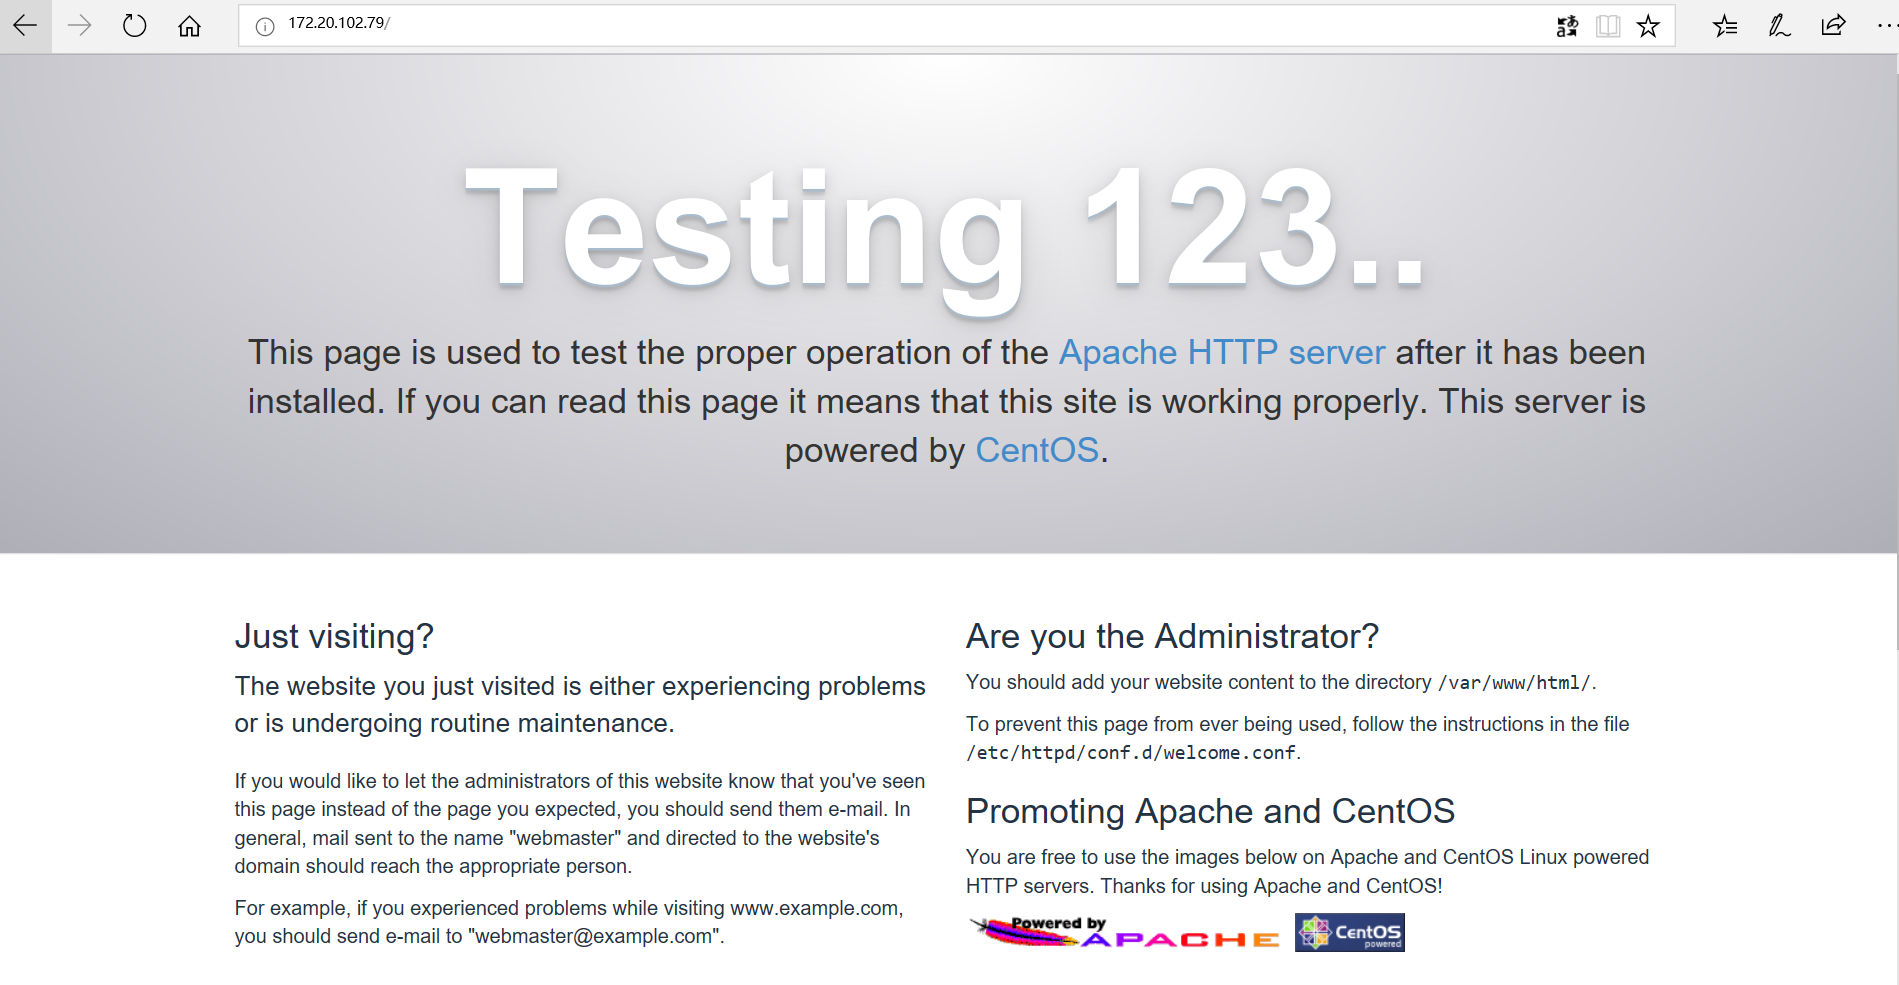 172.20.102.79/
Testing 123..
This page is used to test the proper operation of the Apache HTTP server after it has been
installed. If you can read this page it means that this site is working properly. This server is
powered by CentOS.
Just visiting?
The website you just visited is either experiencing problems
or is undergoing routine maintenance.
If you would like to let the administrators of this website know that you've seen
this page instead of the page you expected, you should send them e-mail. In
general, mail sent to the name "webmaster" and directed to the website's
domain should reach the appropriate person.
For example, if you experienced problems while visiting www.example.com,
you should send e-mail to "webmaster@example.com".
Are you the Administrator?
You should add your website content to the directory /var/www/html/.
To prevent this page from ever being used, follow the instructions in the file
/etc/httpd/conf.d/welcome.conf.
Promoting Apache and CentOS
You are free to use the images below on Apache and CentOS Linux powered
HTTP servers. Thanks for using Apache and CentOS!
Powered by
APACHE
CentOS
powered